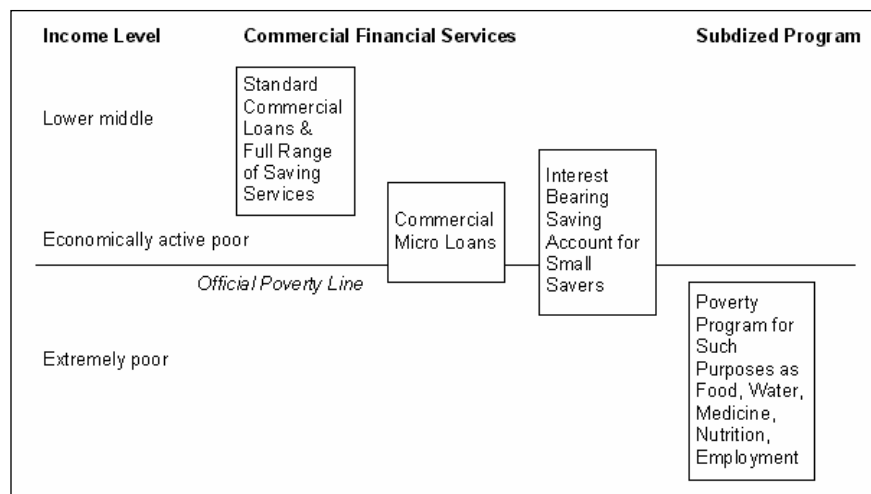 Income Level
Commercial Financial Services
Subdized Program
Lower middle
Standard
Commercial
Loans &
Full Range
of Saving
Services
Economically active poor
Commercial
Micro Loans
Interest
Bearing
Saving
Account for
Small
Savers
Official Poverty Line
Extremely poor
Poverty
Program for
Such
Purposes as
Food, Water,
Medicine,
Nutrition,
Employment